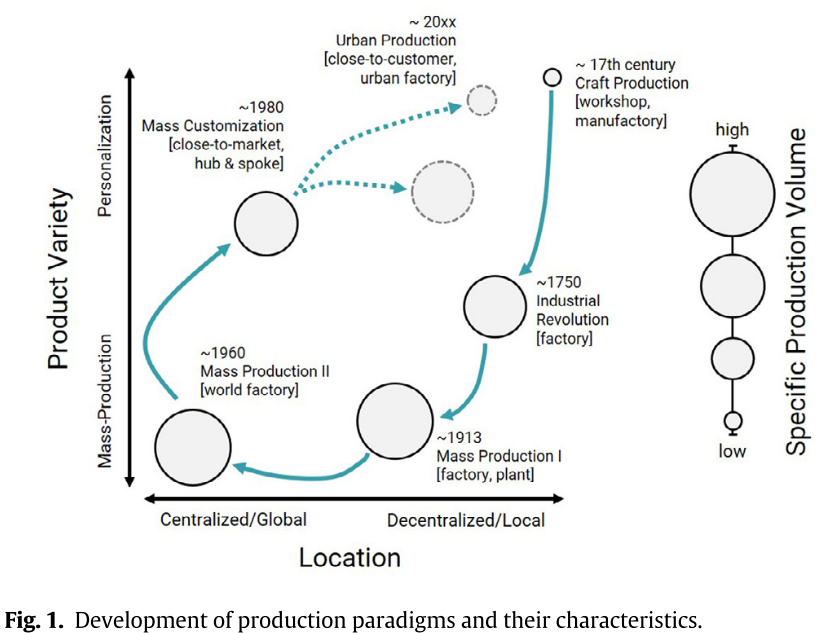 ~ 20xx
Urban Production
[close-to-customer,
urban factory]
~ 17th century
Craft Production
[workshop,
manufactory]
~1980
Mass Customization
[close-to-market,
hub & spoke]
~1750
Industrial
Revolution
[factory]
~1960
Mass Production II
[world factory]
~1913
Mass Production I
[factory, plant]
Product Variety
Personalization
Mass-Production
Centralized/Global
Decentralized/Local
Location
high
low
Specific Production Volume
Fig. 1. Development of production paradigms and their characteristics.